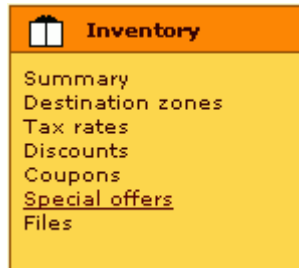 Inventory
Summary
Destination zones
Tax rates
Discounts
Coupons
Special offers
Files